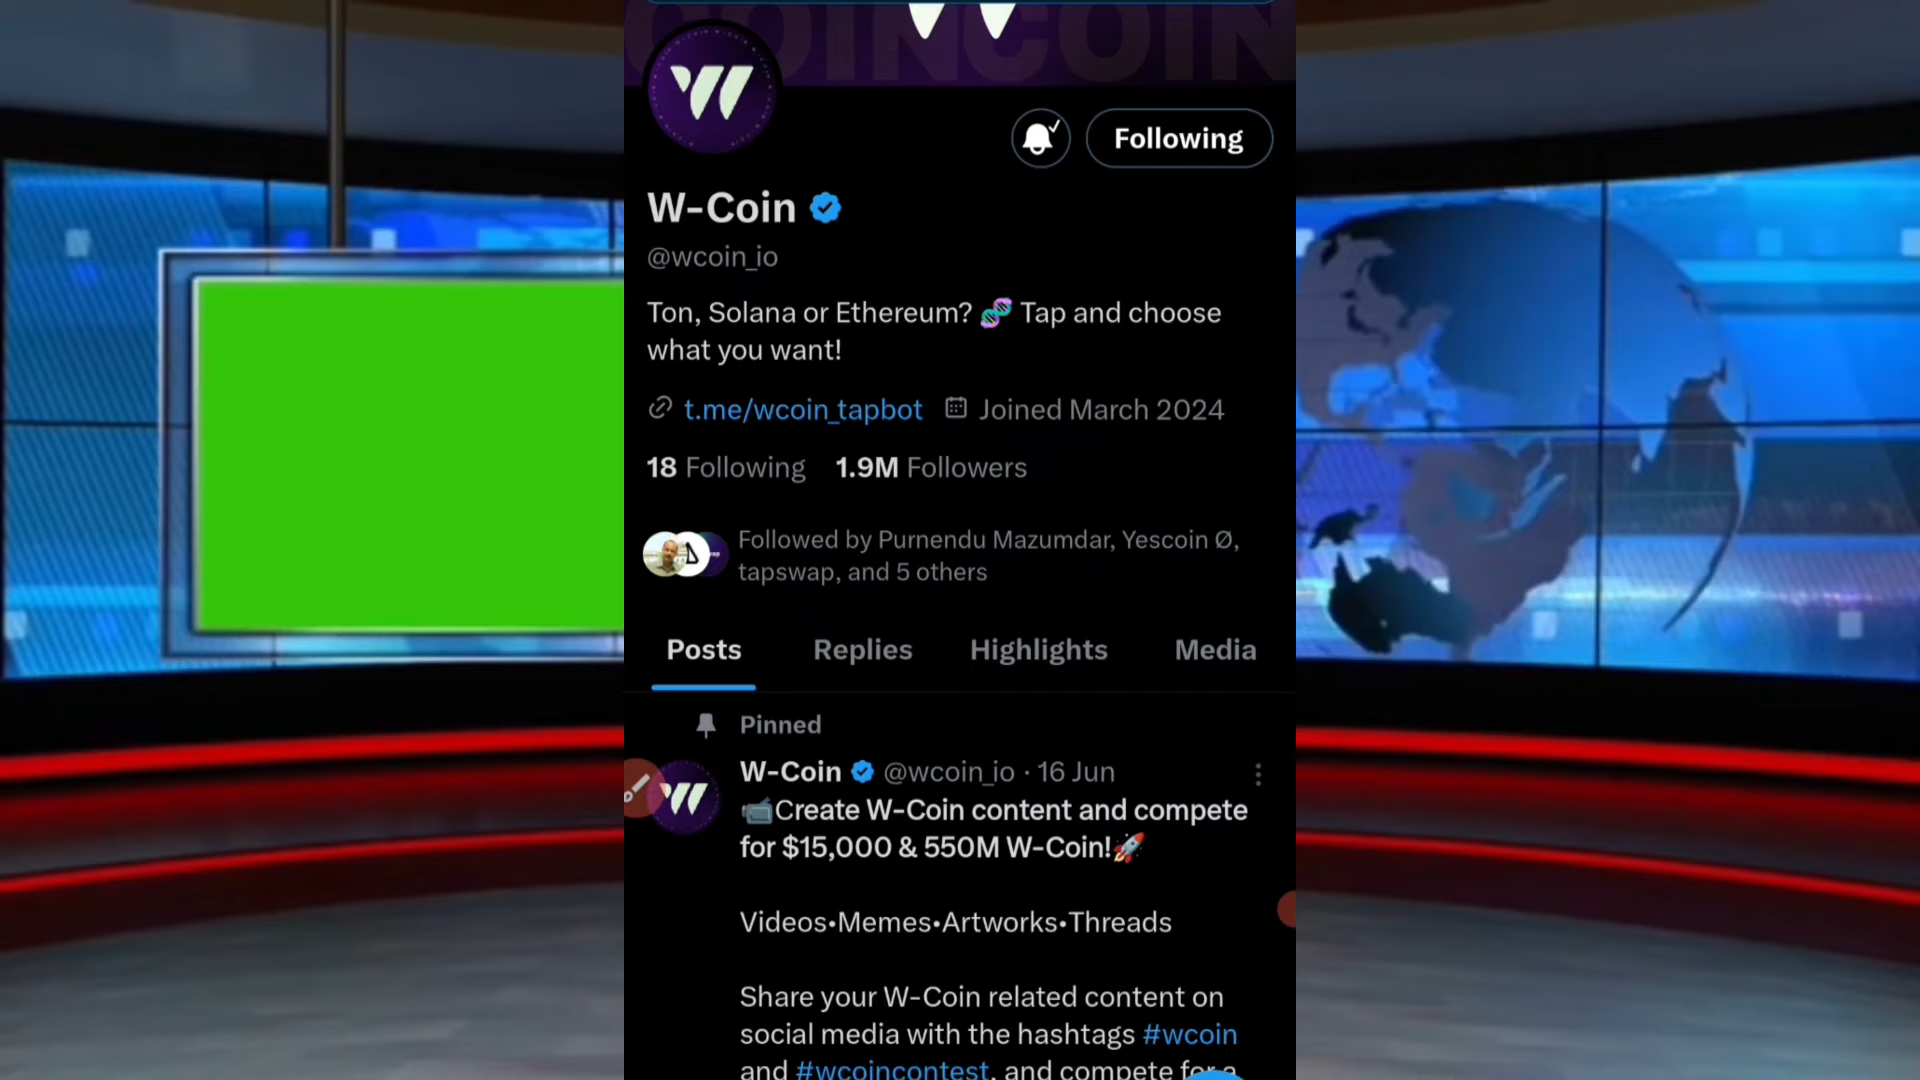 COINCOIN
W
Following
W-Coin
@wcoin_io
Ton, Solana or Ethereum? 🧬 Tap and choose
what you want!
t.me/wcoin_tapbot Joined March 2024
18 Following 1.9M Followers
Followed by Purnendu Mazumdar, Yescoin Ø,
tapswap, and 5 others
Posts Replies Highlights Media
Pinned
W-Coin @wcoin_io · 16 Jun
📹Create W-Coin content and compete
for $15,000 & 550M W-Coin!🚀
Videos•Memes•Artworks•Threads
Share your W-Coin related content on
social media with the hashtags #wcoin
and #wcoincontest, and compete for a